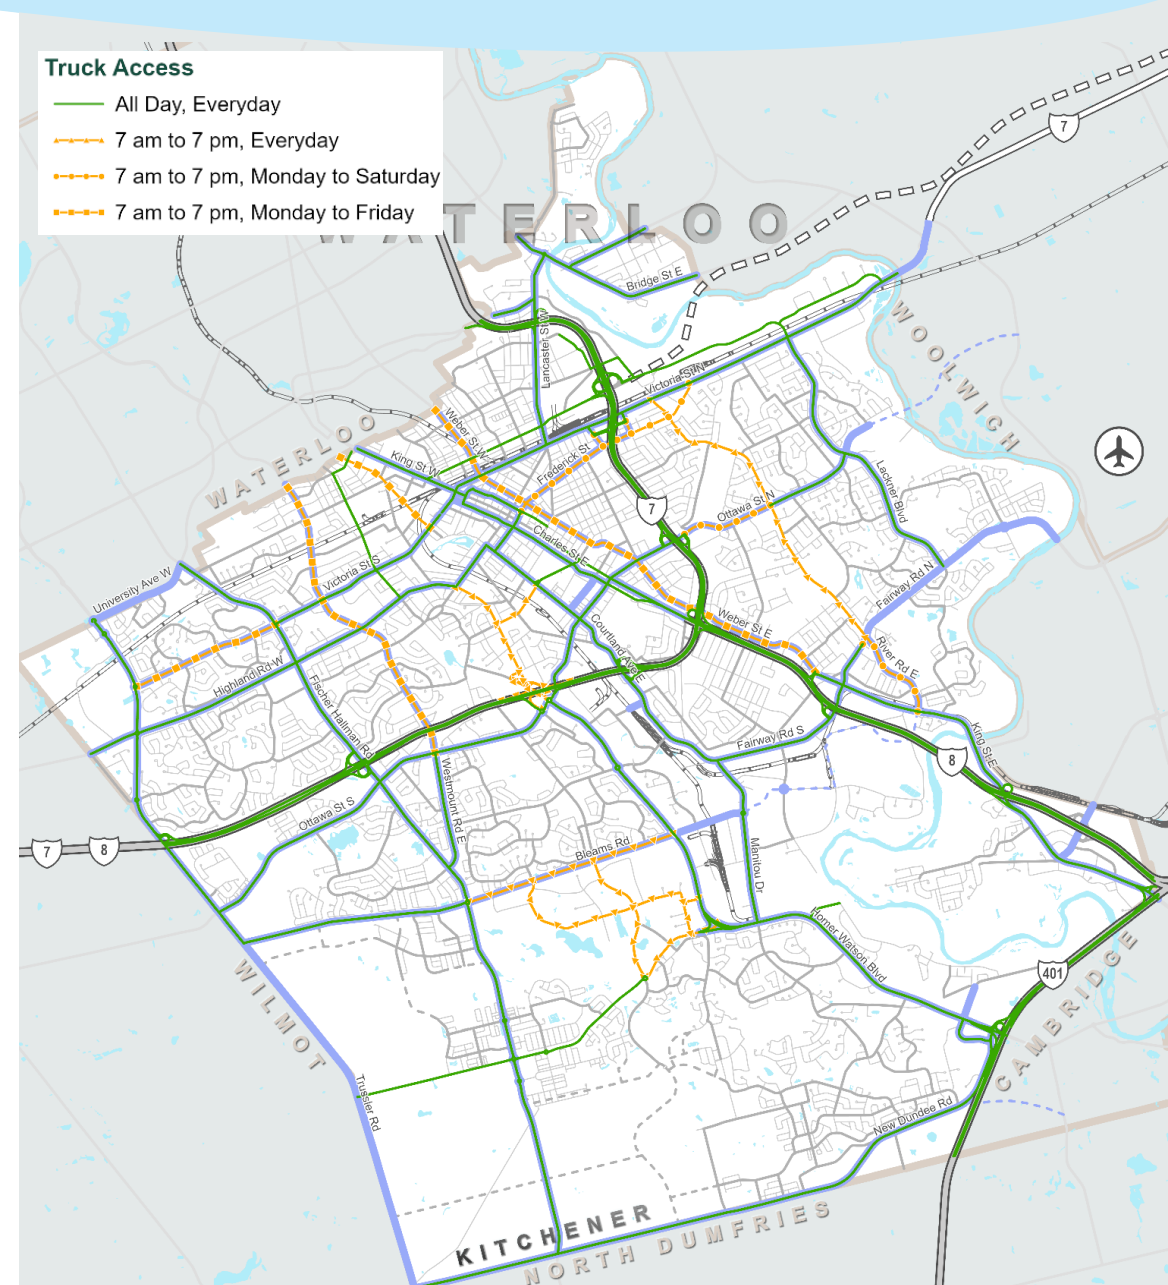 Truck Access
All Day, Everyday
7 am to 7 pm, Everyday
7 am to 7 pm, Monday to Saturday
7 am to 7 pm, Monday to Friday
WATERLOO
7
Bridge St E
Lancaster St W
WOOLWICH
Victoria St N
WATERLOO
Weber St W
King St W
Frederick St
Lackner Blvd
7
Ottawa St N
Charles St E
University Ave W
Victoria St S
Fairway Rd N
Courtland Ave E
Weber St E
River Rd E
Highland Rd W
Fischer Hallman Rd
Fairway Rd S
King St E
8
Ottawa St S
Westmount Rd E
7
8
Bleams Rd
Manitou Dr
Homer Watson Blvd
WILMOT
401
CAMBRIDGE
Trussler Rd
New Dundee Rd
KITCHENER
NORTH DUMFRIES